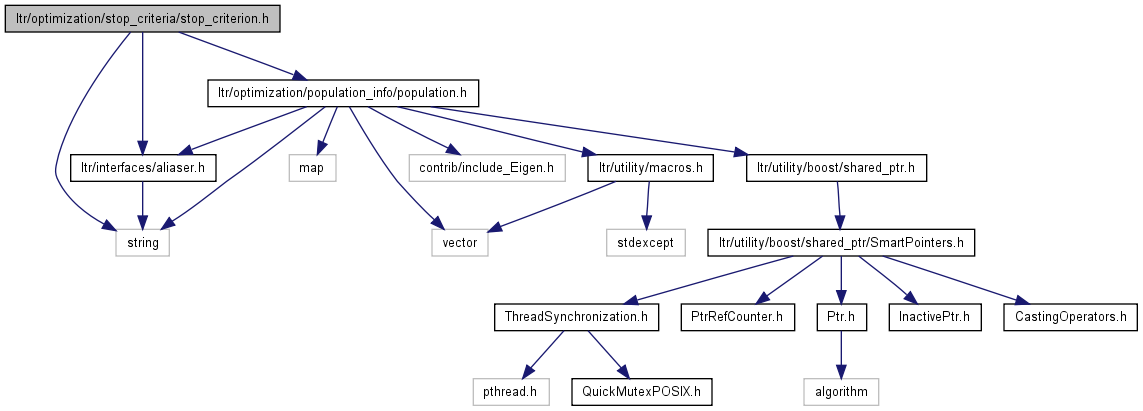 ltr/optimization/stop_criteria/stop_criterion.h
ltr/optimization/population_info/population.h
ltr/interfaces/aliaser.h
map
contrib/include_Eigen.h
ltr/utility/macros.h
ltr/utility/boost/shared_ptr.h
string
vector
stdexcept
ltr/utility/boost/shared_ptr/SmartPointers.h
ThreadSynchronization.h
PtrRefCounter.h
Ptr.h
InactivePtr.h
CastingOperators.h
pthread.h
QuickMutexPOSIX.h
algorithm